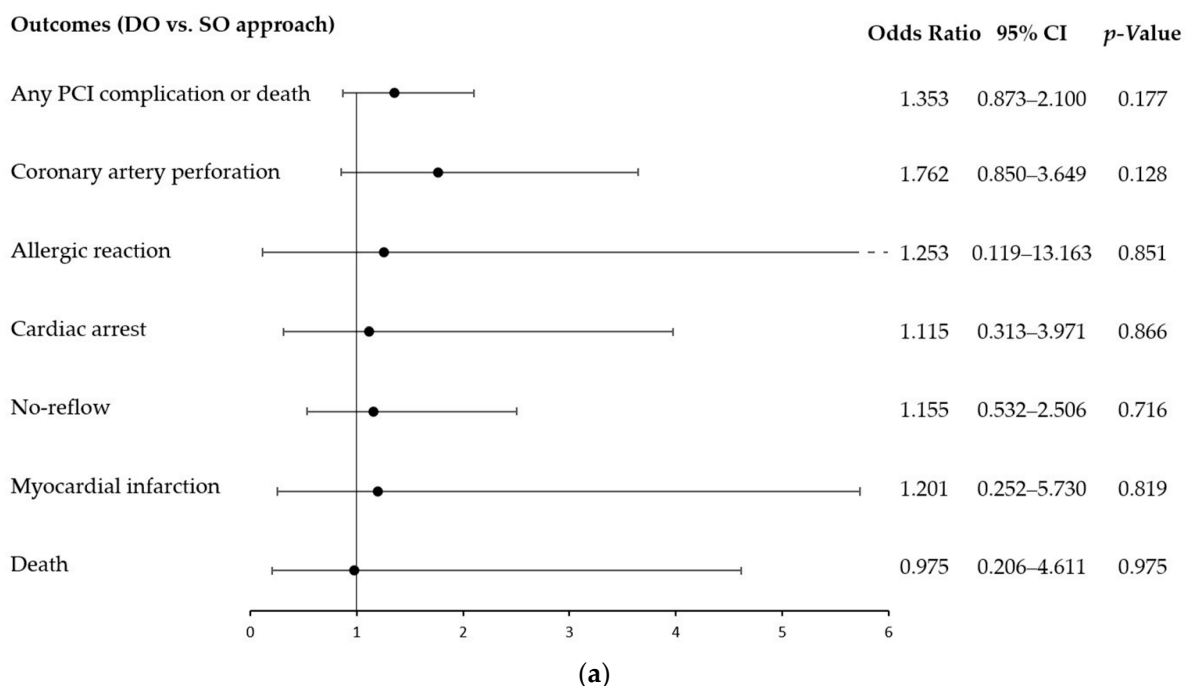 Outcomes (DO vs. SO approach) Odds Ratio 95% CI p-Value
Any PCI complication or death 1.353 0.873–2.100 0.177
Coronary artery perforation 1.762 0.850–3.649 0.128
Allergic reaction 1.253 0.119–13.163 0.851
Cardiac arrest 1.115 0.313–3.971 0.866
No-reflow 1.155 0.532–2.506 0.716
Myocardial infarction 1.201 0.252–5.730 0.819
Death 0.975 0.206–4.611 0.975
0 1 2 3 4 5 6
(a)